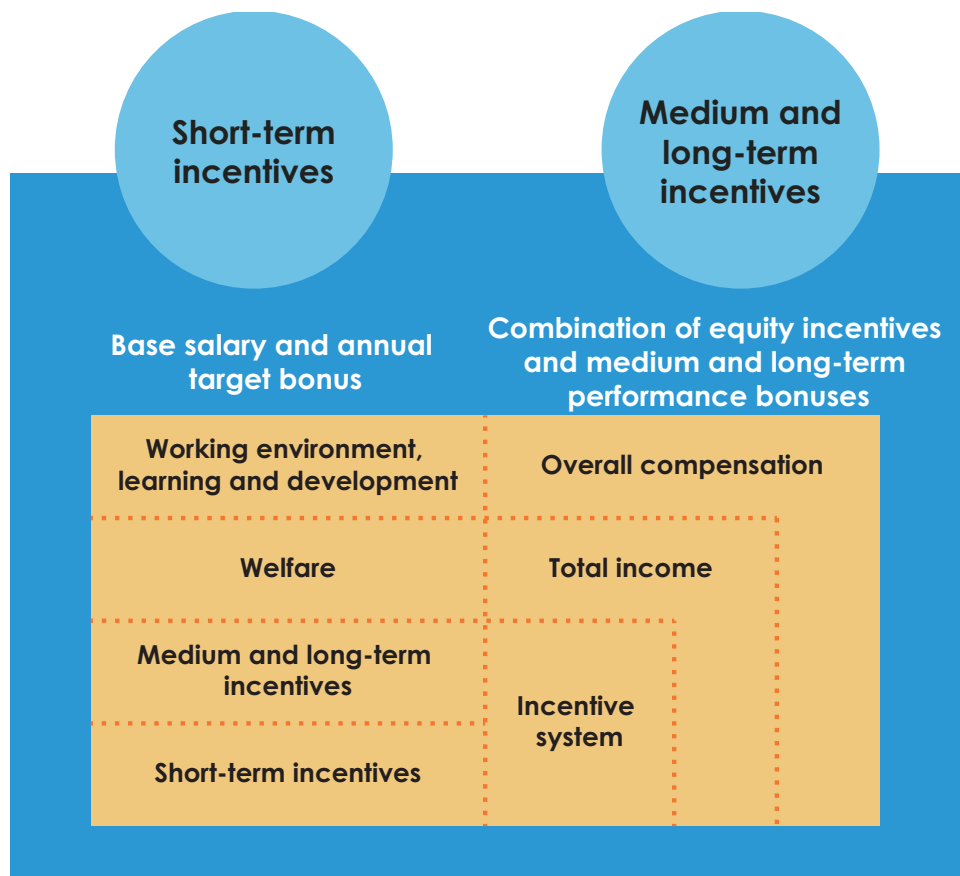 Short-term
incentives
Medium and
long-term
incentives
Base salary and annual
target bonus
Combination of equity incentives
and medium and long-term
performance bonuses
Working environment,
learning and development
Overall compensation
Welfare
Total income
Medium and long-term
incentives
Incentive
system
Short-term incentives